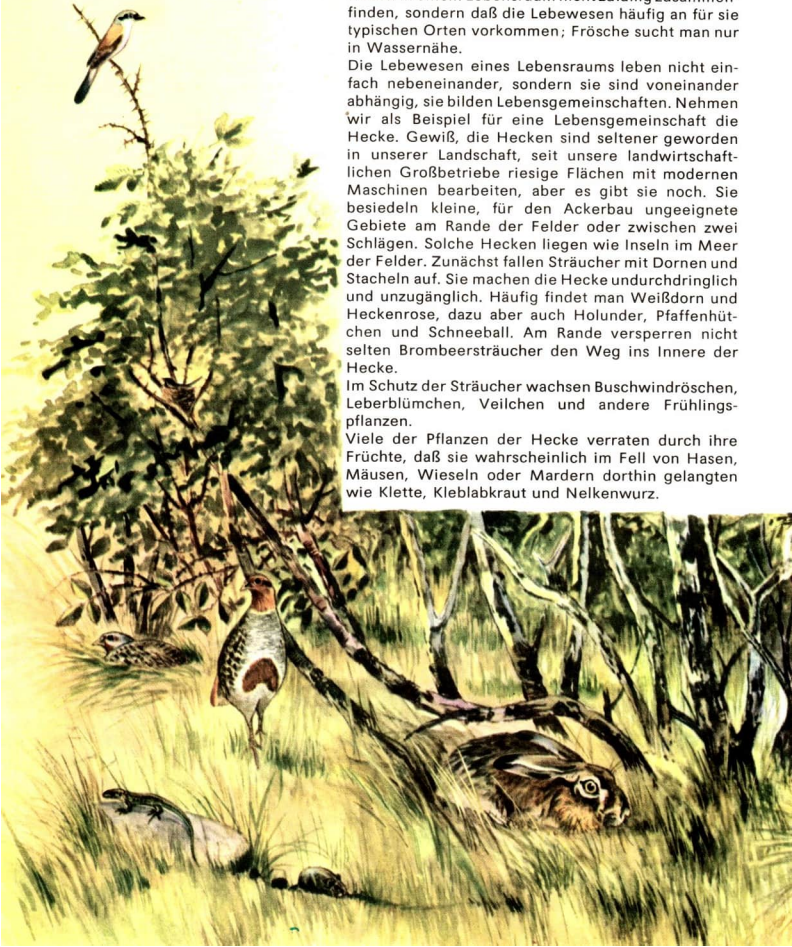 finden, sondern daß die Lebewesen häufig an für sie
typischen Orten vorkommen; Frösche sucht man nur
in Wassernähe.
Die Lebewesen eines Lebensraums leben nicht ein-
fach nebeneinander, sondern sie sind voneinander
abhängig, sie bilden Lebensgemeinschaften. Nehmen
wir als Beispiel für eine Lebensgemeinschaft die
Hecke. Gewiß, die Hecken sind seltener geworden
in unserer Landschaft, seit unsere landwirtschaft-
lichen Großbetriebe riesige Flächen mit modernen
Maschinen bearbeiten, aber es gibt sie noch. Sie
besiedeln kleine, für den Ackerbau ungeeignete
Gebiete am Rande der Felder oder zwischen zwei
Schlägen. Solche Hecken liegen wie Inseln im Meer
der Felder. Zunächst fallen Sträucher mit Dornen und
Stacheln auf. Sie machen die Hecke undurchdringlich
und unzugänglich. Häufig findet man Weißdorn und
Heckenrose, dazu aber auch Holunder, Pfaffenhüt-
chen und Schneeball. Am Rande versperren nicht
selten Brombeersträucher den Weg ins Innere der
Hecke.
Im Schutz der Sträucher wachsen Buschwindröschen,
Leberblümchen, Veilchen und andere Frühlings-
pflanzen.
Viele der Pflanzen der Hecke verraten durch ihre
Früchte, daß sie wahrscheinlich im Fell von Hasen,
Mäusen, Wieseln oder Mardern dorthin gelangten
wie Klette, Kleblabkraut und Nelkenwurz.